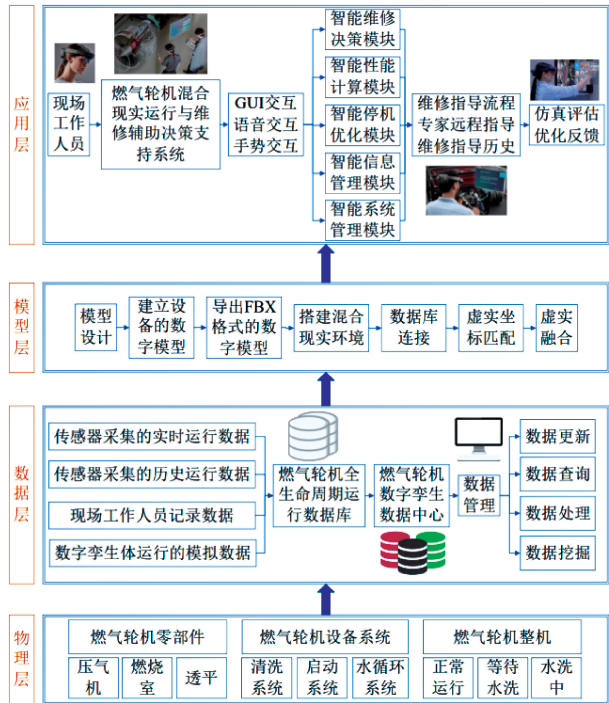 应用层
现场
工作
人员
燃气轮机混合
现实运行与维
修辅助决策支
持系统
GUI交互
语音交互
手势交互
智能维修
决策模块
智能性能
计算模块
智能停机
优化模块
智能信息
管理模块
智能系统
管理模块
维修指导流程
专家远程指导
维修指导历史
仿真评估
优化反馈
模型层
模型
设计
建立设
备的数
字模型
导出FBX
格式的数
字模型
搭建混合
现实环境
数据库
连接
虚实坐
标匹配
虚实
融合
数据层
传感器采集的实时运行数据
传感器采集的历史运行数据
现场工作人员记录数据
数字孪生体运行的模拟数据
燃气轮机全
生命周期运
行数据库
燃气轮机
数字孪生
数据中心
数据
管理
数据更新
数据查询
数据处理
数据挖掘
物理层
燃气轮机零部件
压气
机
燃烧
室
透平
燃气轮机设备系统
清洗
系统
启动
系统
水循环
系统
燃气轮机整机
正常
运行
等待
水洗
水洗
中